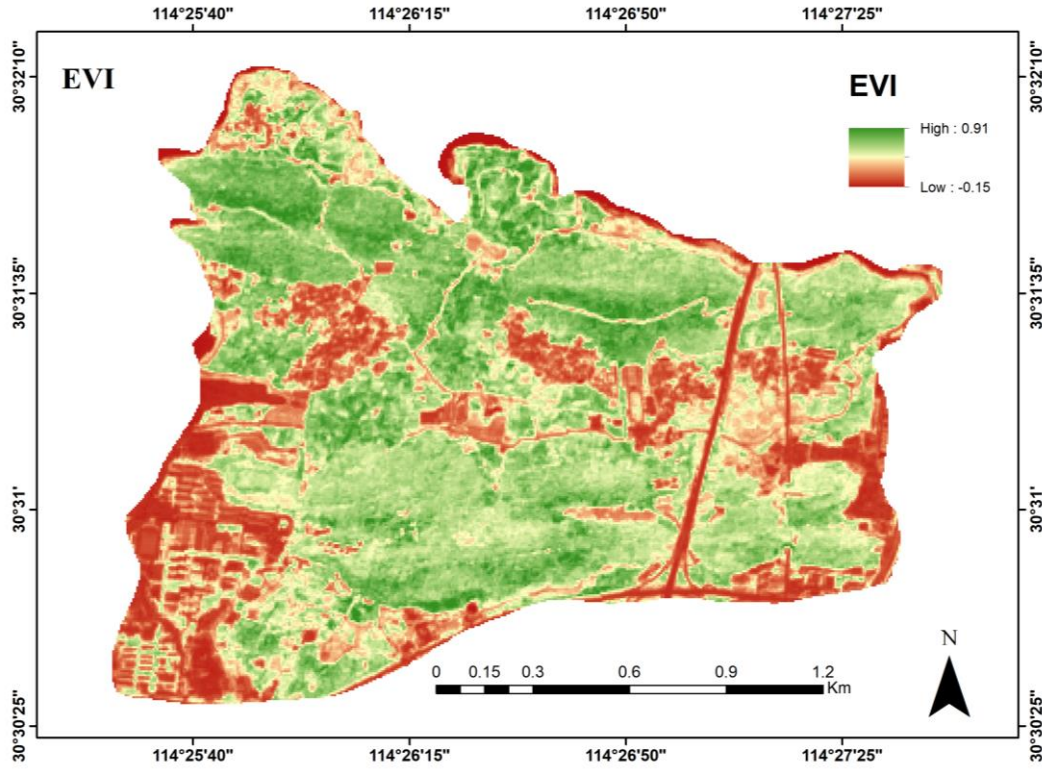 114°25'40" 114°26'15" 114°26'50" 114°27'25"
30°32'10" 30°32'10"
EVI
EVI
High : 0.91
Low : -0.15
30°31'35" 30°31'35"
30°31' 30°31'
N
0 0.15 0.3 0.6 0.9 1.2
Km
30°30'25" 30°30'25"
114°25'40" 114°26'15" 114°26'50" 114°27'25"